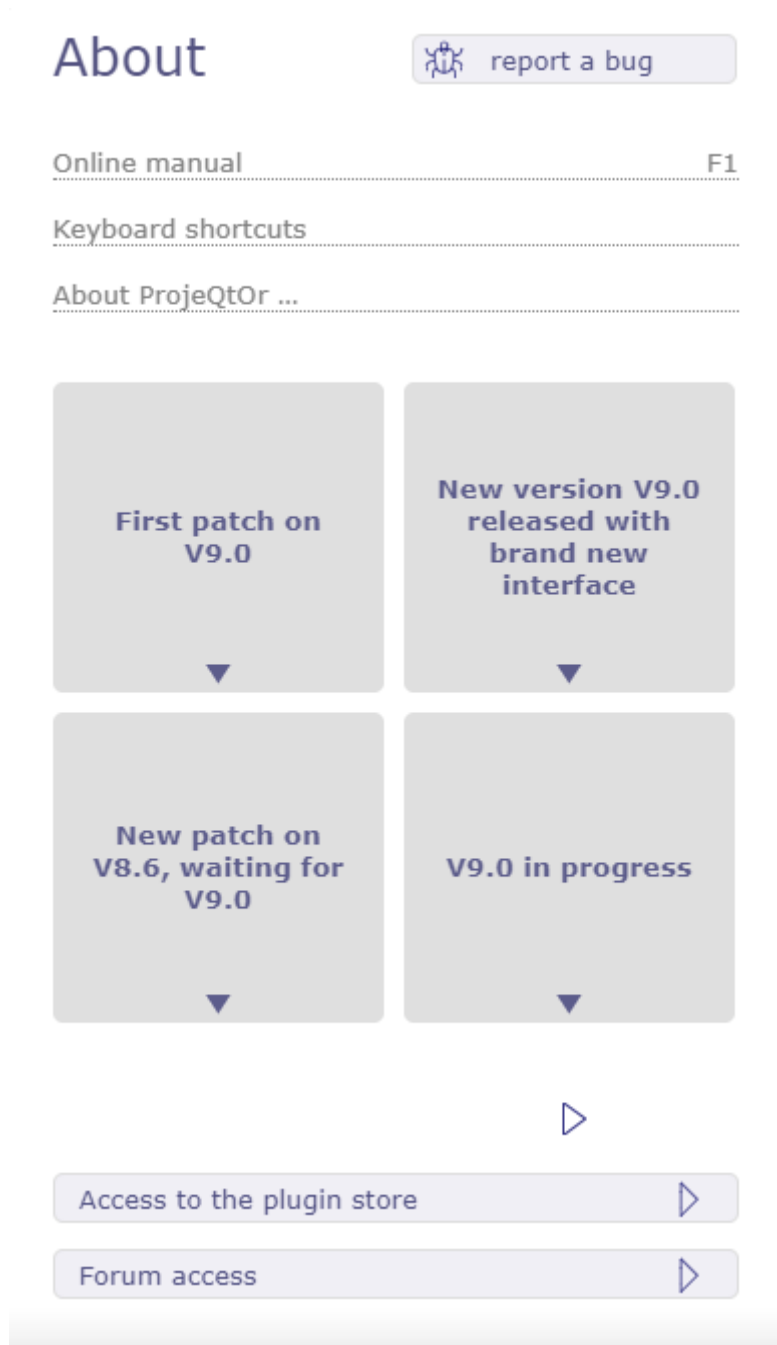 About
report a bug
Online manual F1
Keyboard shortcuts
About ProjeQtOr ...
First patch on
V9.0
New version V9.0
released with
brand new
interface
New patch on
V8.6, waiting for
V9.0
V9.0 in progress
Access to the plugin store
Forum access